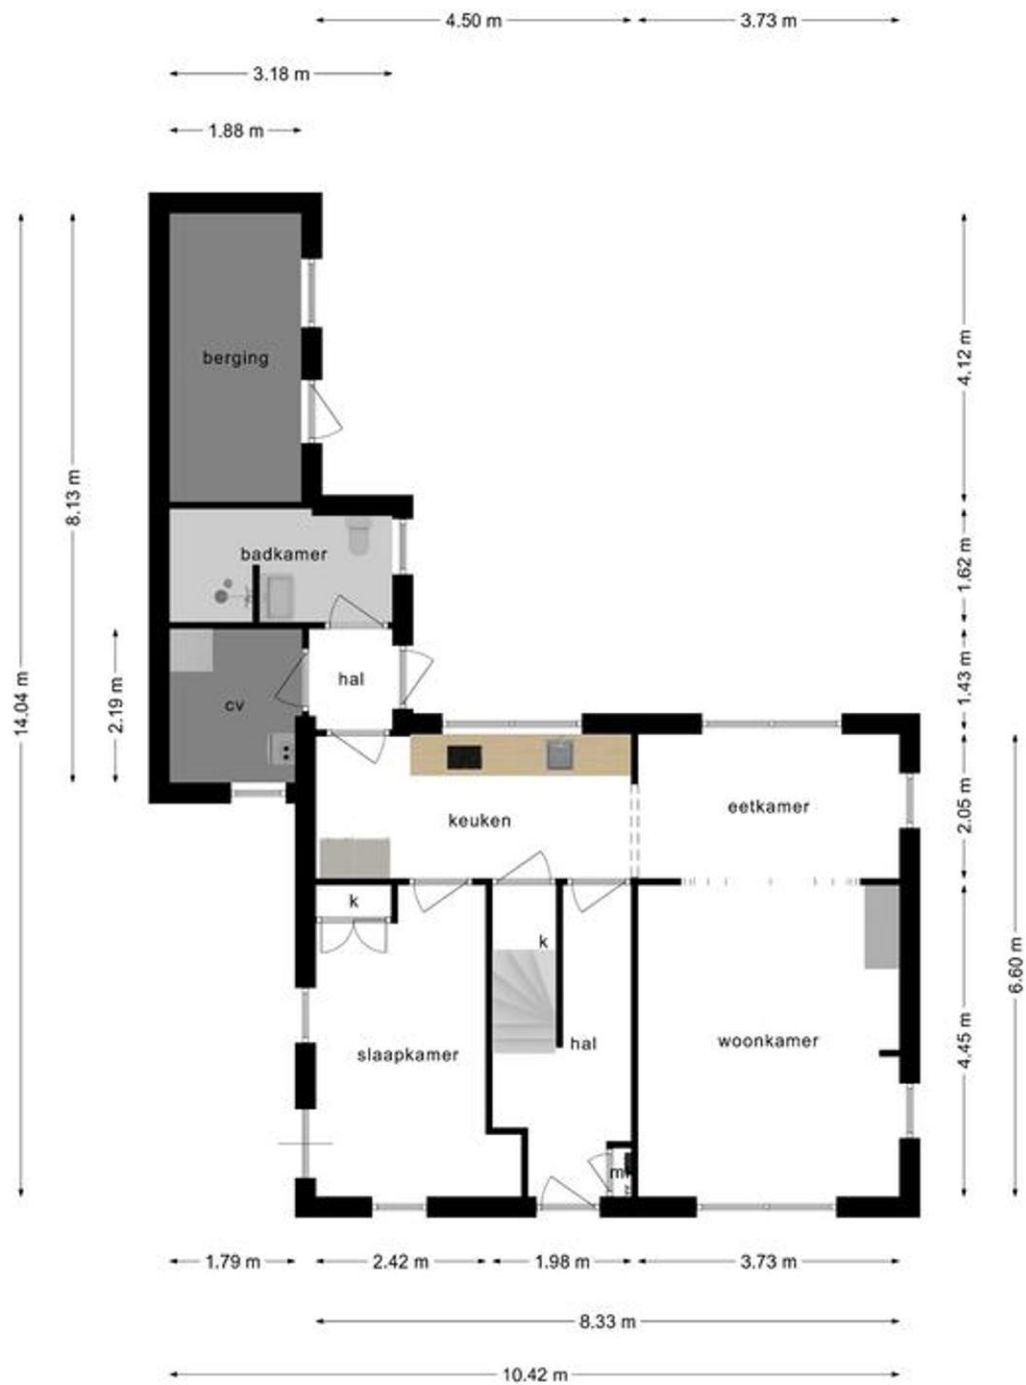 4.50 m
3.73 m
3.18 m
1.88 m
berging
4.12 m
8.13 m
badkamer
1.62 m
hal
1.43 m
cv
2.19 m
14.04 m
keuken
eetkamer
2.05 m
k
k
6.60 m
slaapkamer
hal
woonkamer
4.45 m
m
1.79 m
2.42 m
1.98 m
3.73 m
8.33 m
10.42 m